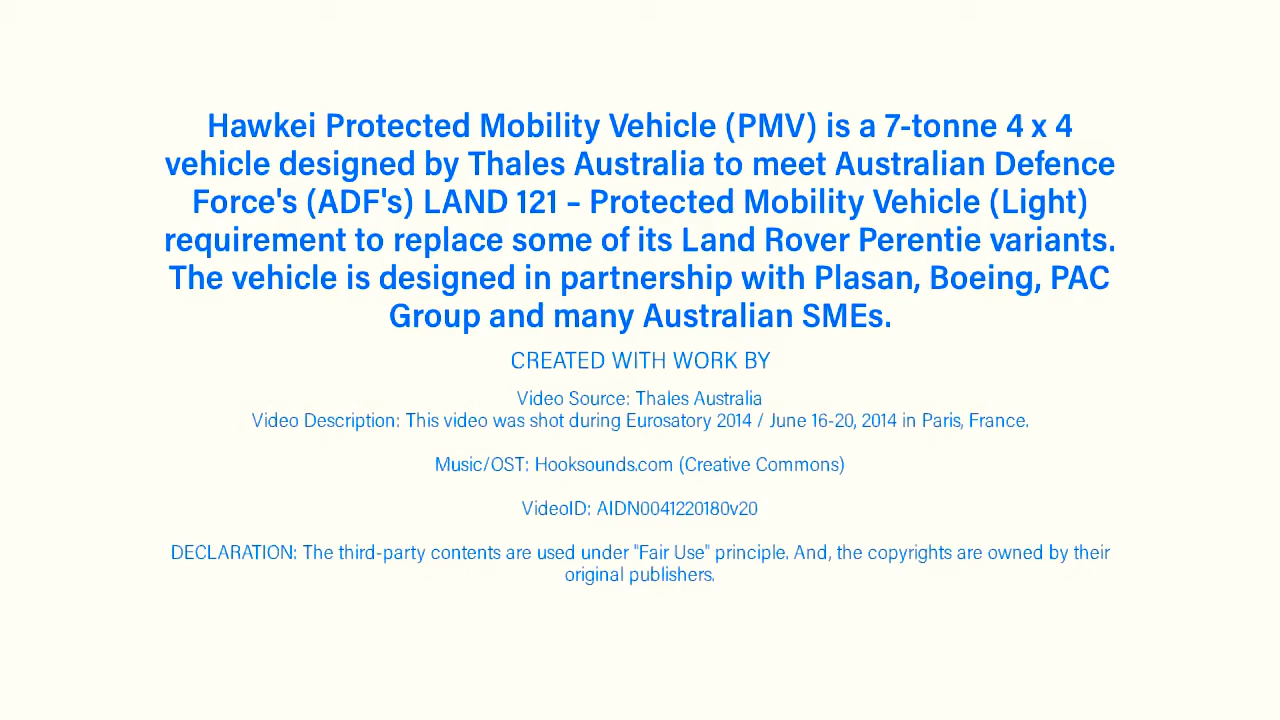 Hawkei Protected Mobility Vehicle (PMV) is a 7-tonne 4 x 4
vehicle designed by Thales Australia to meet Australian Defence
Force's (ADF's) LAND 121 – Protected Mobility Vehicle (Light)
requirement to replace some of its Land Rover Perentie variants.
The vehicle is designed in partnership with Plasan, Boeing, PAC
Group and many Australian SMEs.
CREATED WITH WORK BY
Video Source: Thales Australia
Video Description: This video was shot during Eurosatory 2014 / June 16-20, 2014 in Paris, France.
Music/OST: Hooksounds.com (Creative Commons)
VideoID: AIDN0041220180v20
DECLARATION: The third-party contents are used under "Fair Use" principle. And, the copyrights are owned by their
original publishers.